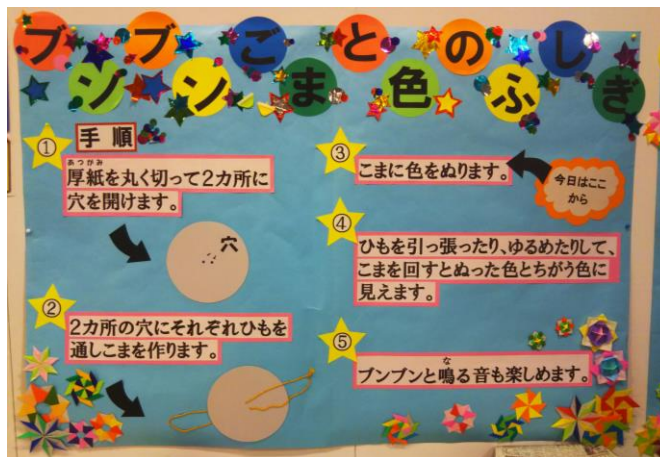 ブンブンごまと色のふしぎ
手順
①
あつがみ
厚紙を丸く切って2カ所に
穴を開けます。
穴
②
2カ所の穴にそれぞれひもを
通しこまを作ります。
③
こまに色をぬります。
今日はここ
から
④
ひもを引っ張ったり、ゆるめたりして、
こまを回すとぬった色とちがう色に
見えます。
⑤
な
ブンブンと鳴る音も楽しめます。